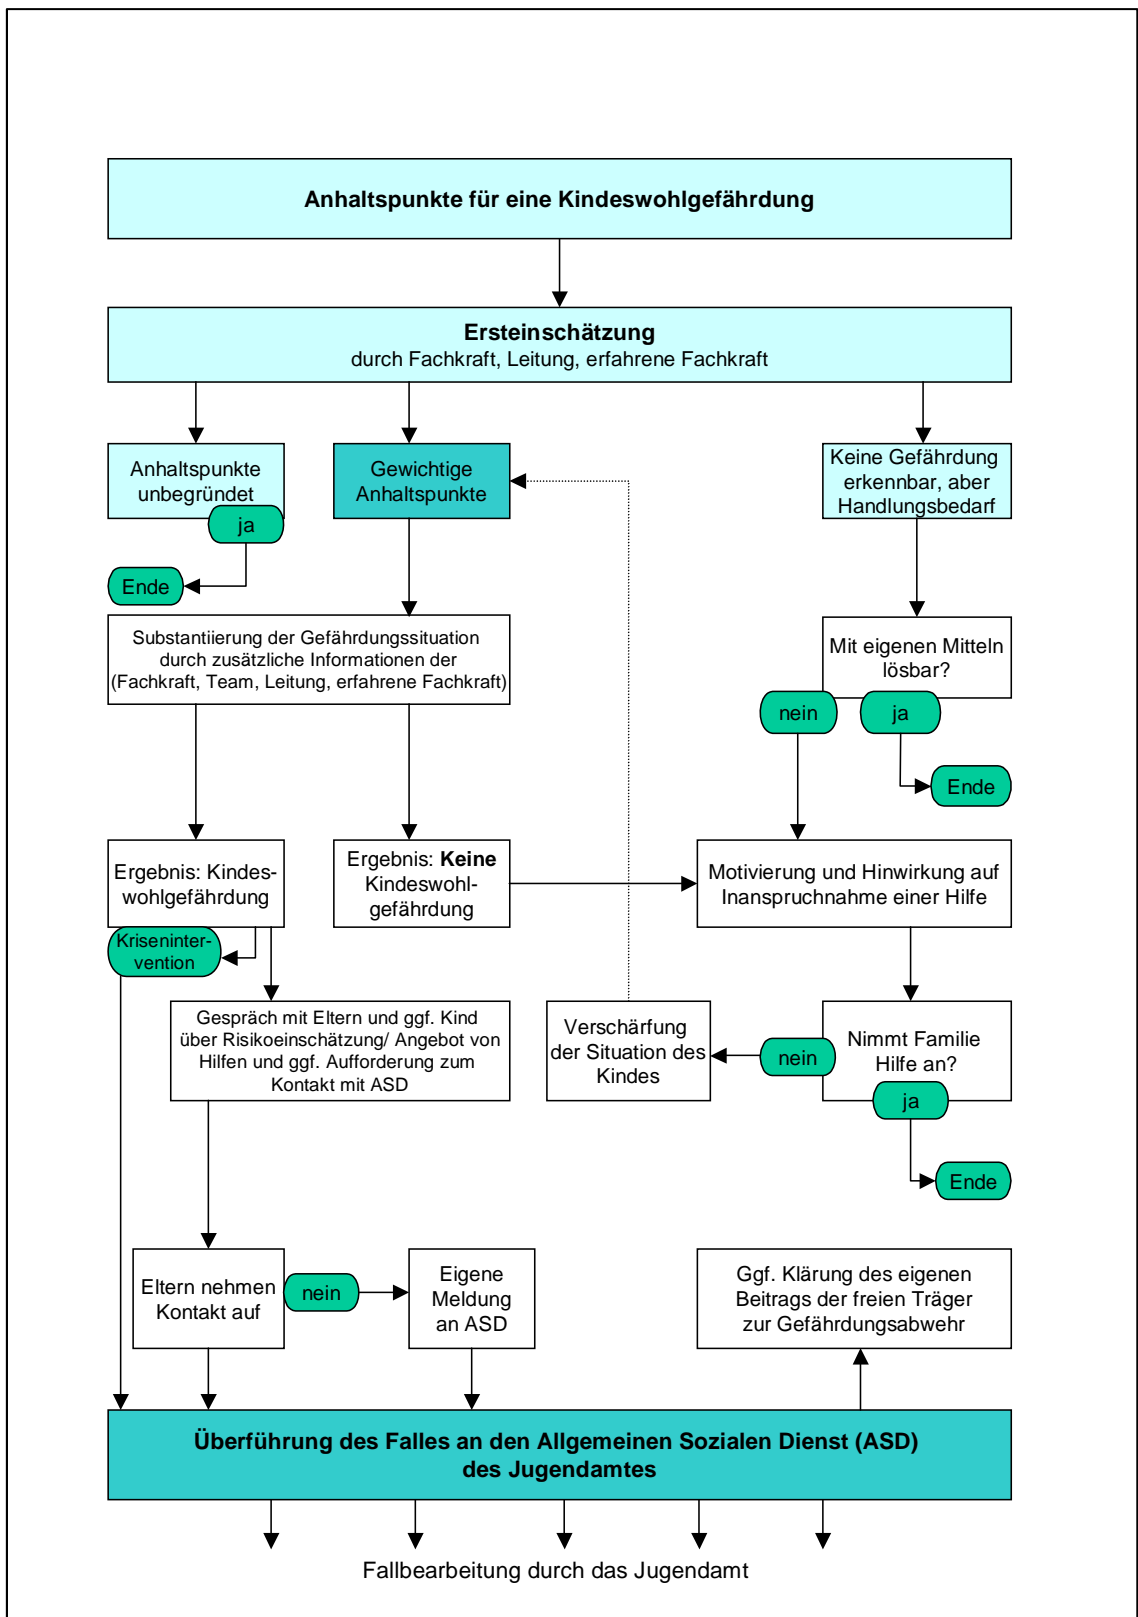 Anhaltspunkte für eine Kindeswohlgefährdung
Ersteinschätzung
durch Fachkraft, Leitung, erfahrene Fachkraft
Anhaltspunkte
unbegründet
ja
Ende
Gewichtige
Anhaltspunkte
Keine Gefährdung
erkennbar, aber
Handlungsbedarf
Substantiierung der Gefährdungssituation
durch zusätzliche Informationen der
(Fachkraft, Team, Leitung, erfahrene Fachkraft)
Mit eigenen Mitteln
lösbar?
nein
ja
Ende
Ergebnis: Kindes-
wohlgefährdung
Krisen­inter-
vention
Ergebnis: Keine
Kindeswohl-
gefährdung
Motivierung und Hinwirkung auf
Inanspruchnahme einer Hilfe
Gespräch mit Eltern und ggf. Kind
über Risikoeinschätzung/ Angebot von
Hilfen und ggf. Aufforderung zum
Kontakt mit ASD
Verschärfung
der Situation des
Kindes
nein
Nimmt Familie
Hilfe an?
ja
Ende
Eltern nehmen
Kontakt auf
nein
Eigene
Meldung
an ASD
Ggf. Klärung des eigenen
Beitrags der freien Träger
zur Gefährdungsabwehr
Überführung des Falles an den Allgemeinen Sozialen Dienst (ASD)
des Jugendamtes
Fallbearbeitung durch das Jugendamt